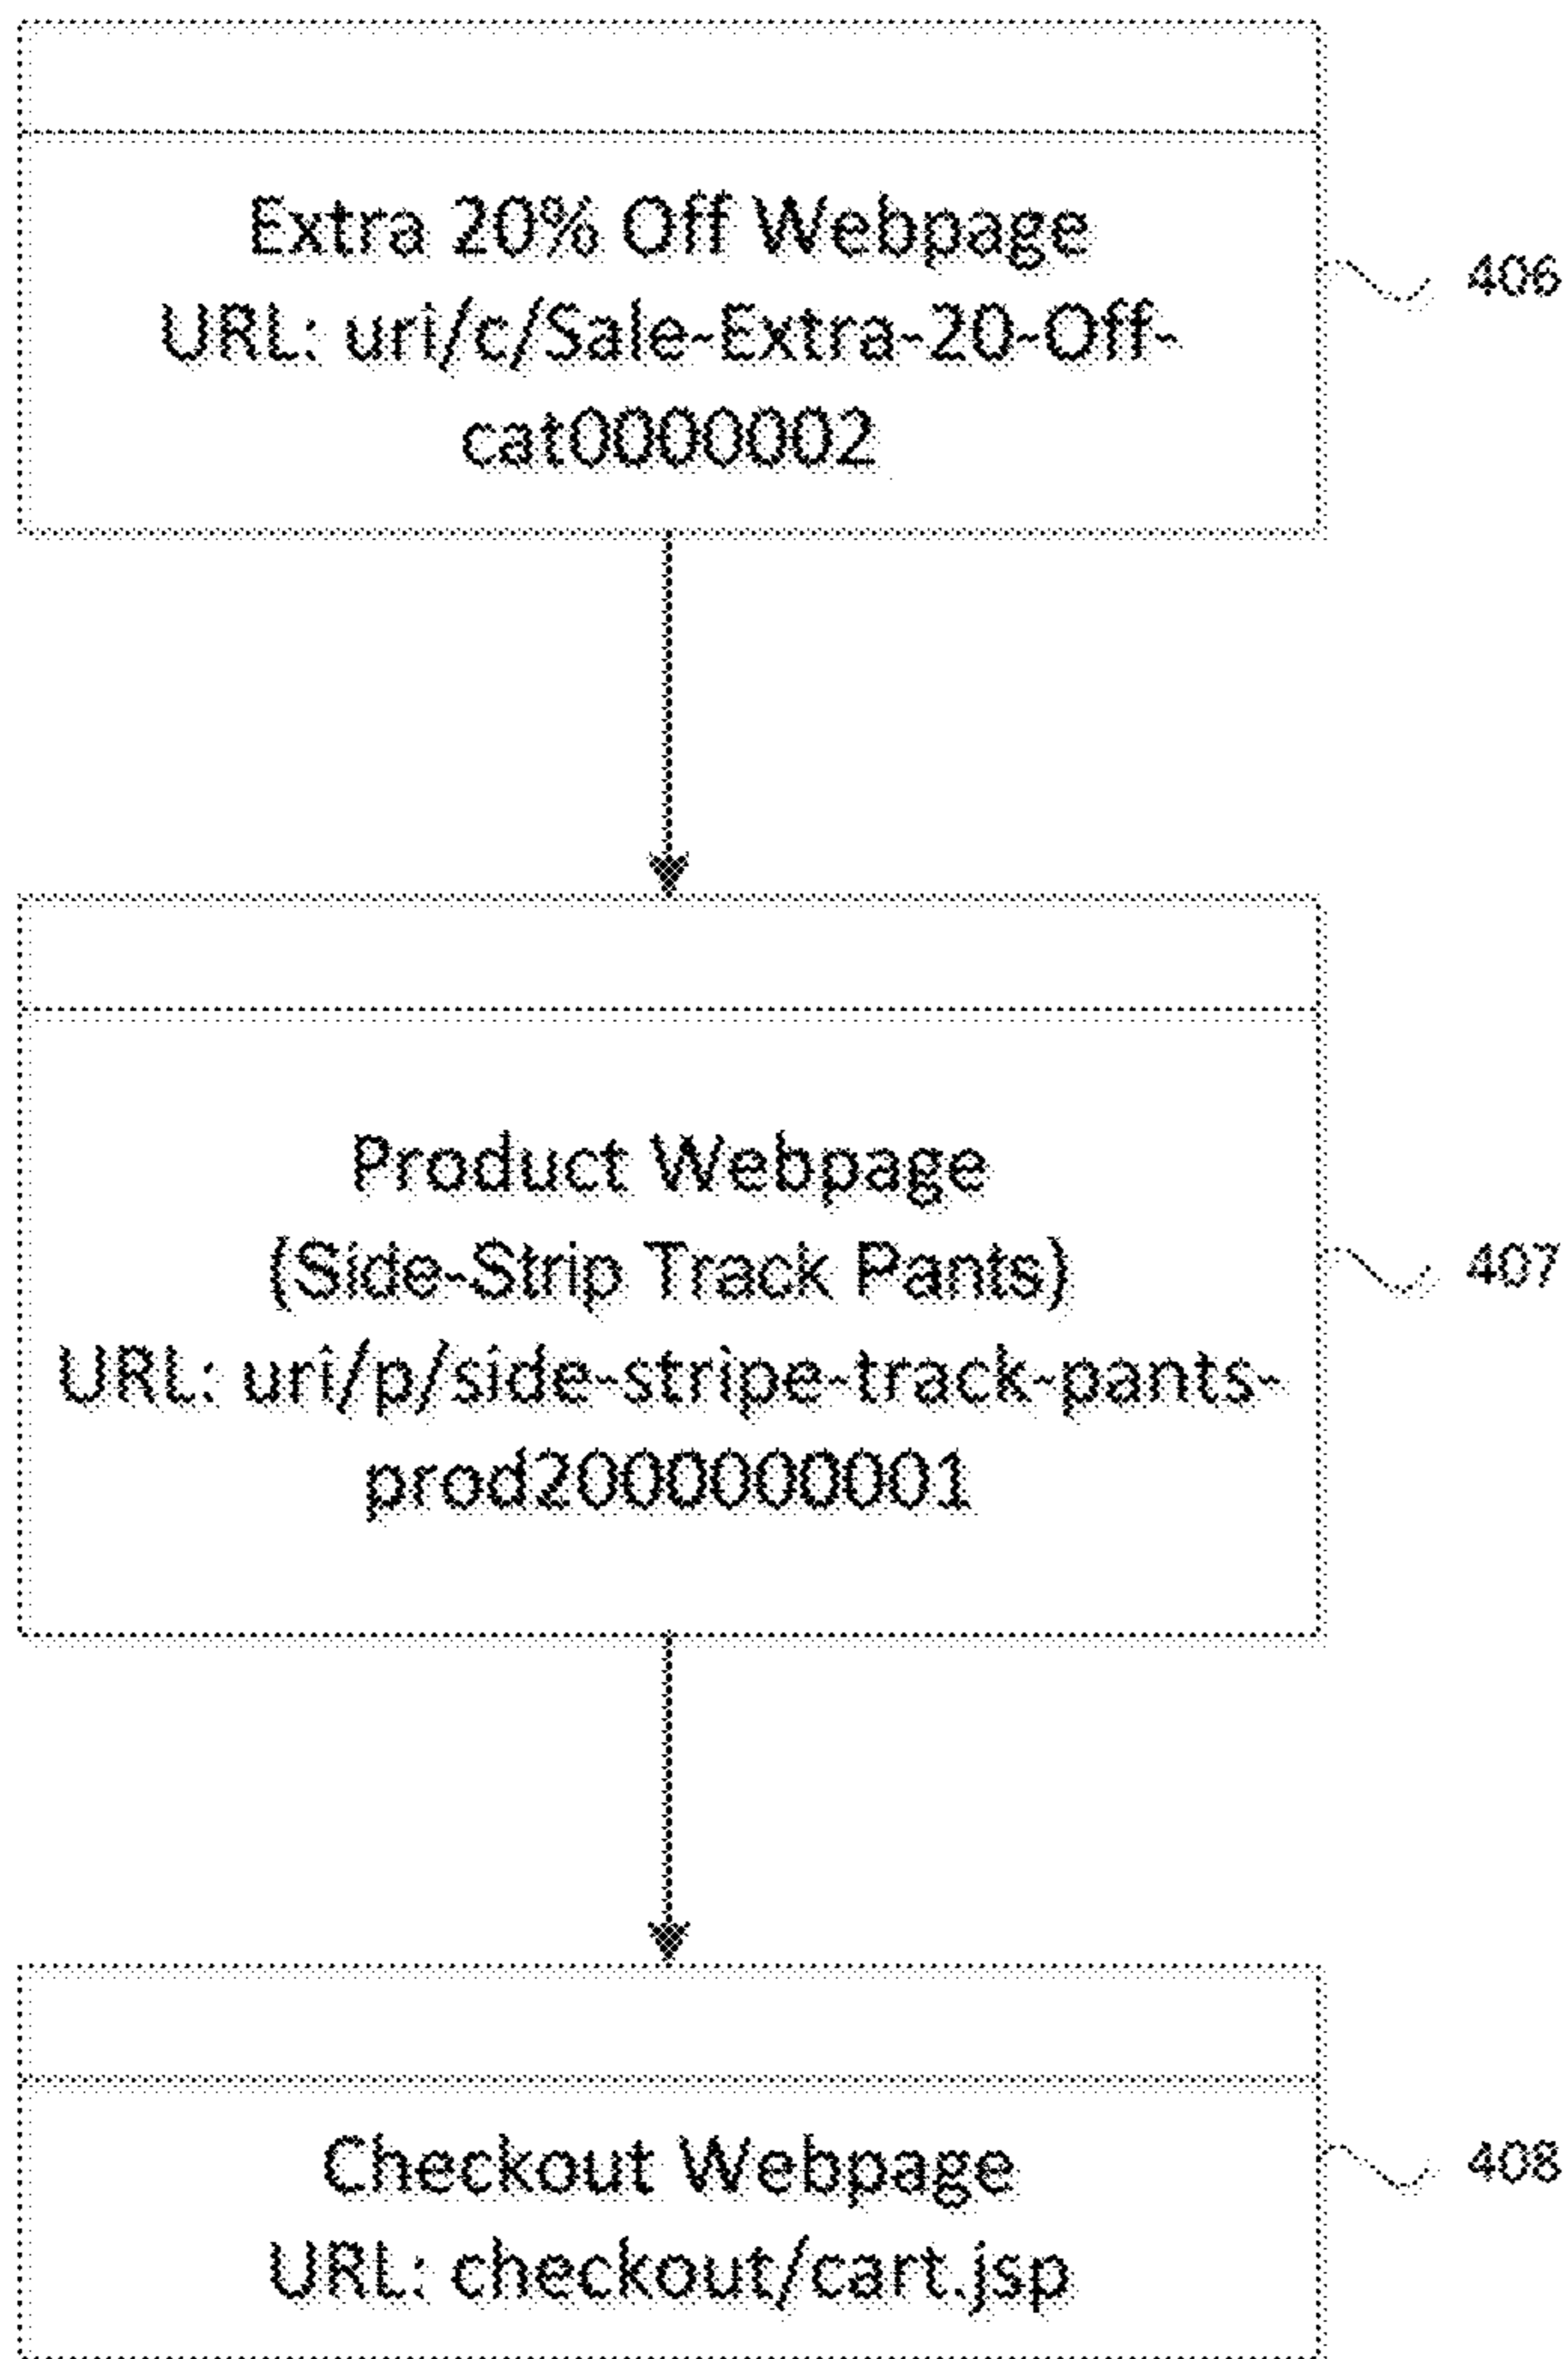 Extra 20% Off Webpage
URL: uri/c/Sale-Extra-20-Off-
cat0000002
406
Product Webpage
(Side-Strip Track Pants)
URL: uri/p/side-stripe-track-pants-
prod2000000001
407
Checkout Webpage
URL: checkout/cart.jsp
408